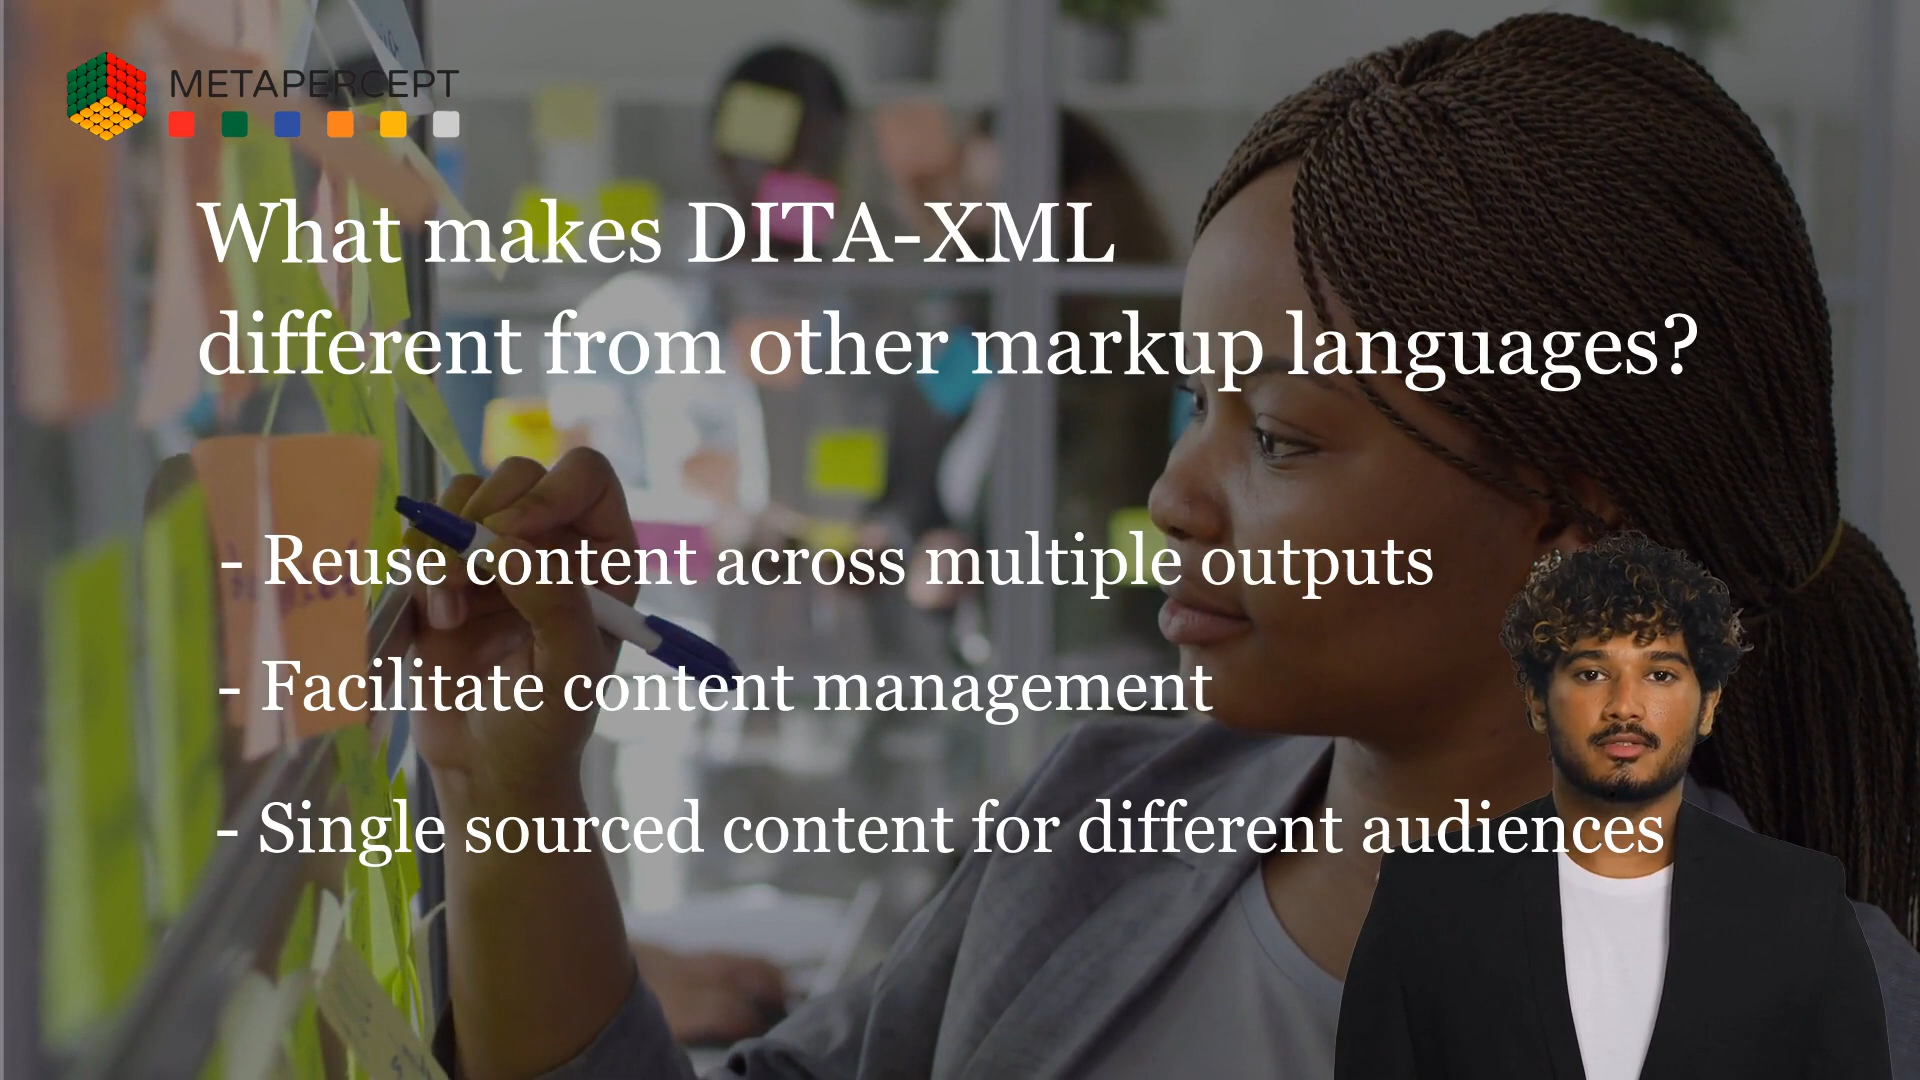 METAPERCEPT
What makes DITA-XML
different from other markup languages?
- Reuse content across multiple outputs
- Facilitate content management
- Single sourced content for different audiences